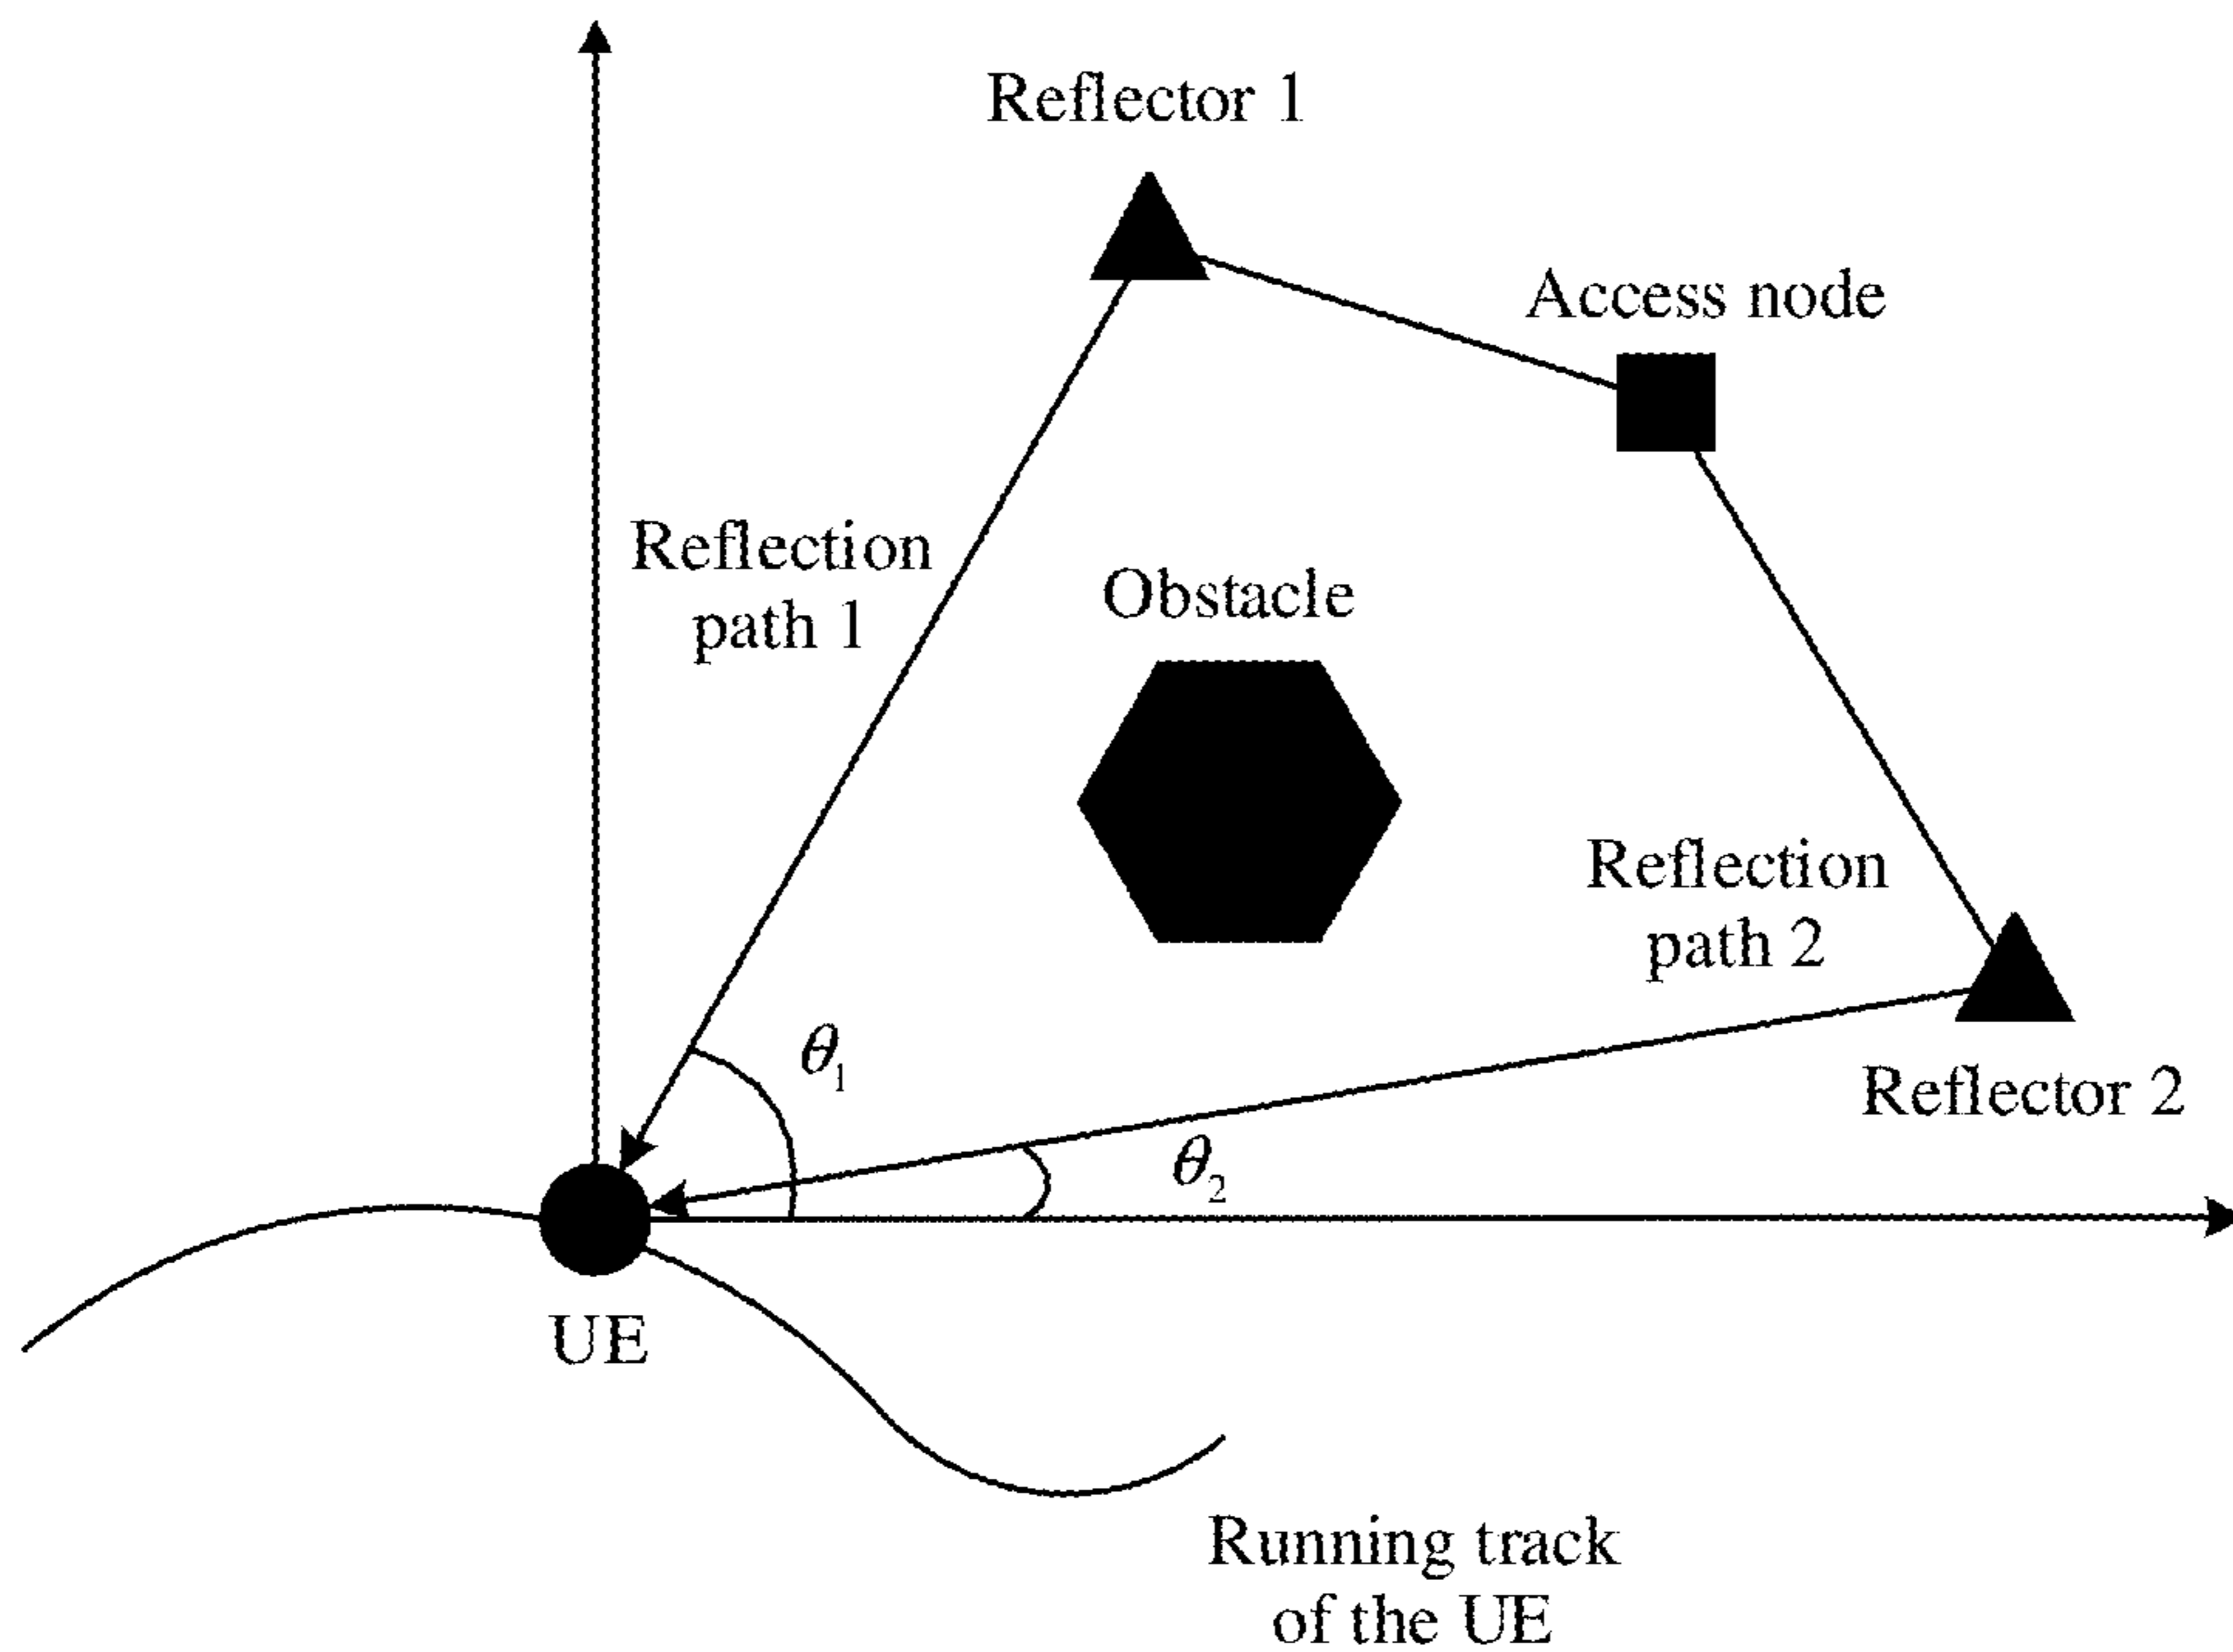 Reflector 1
Access node
Reflection
path 1
Obstacle
Reflection
path 2
θ₁
Reflector 2
θ₂
UE
Running track
of the UE